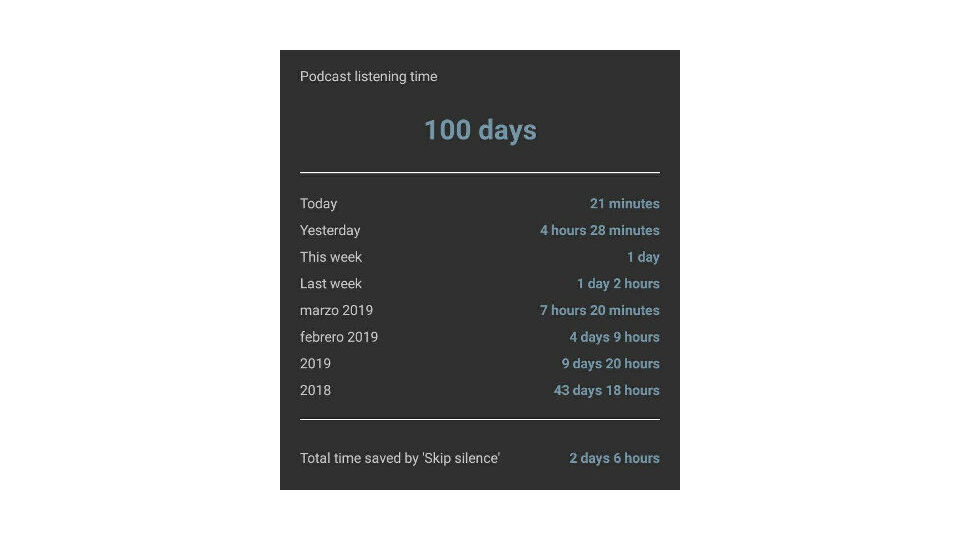 Podcast listening time
100 days
Today 21 minutes
Yesterday 4 hours 28 minutes
This week 1 day
Last week 1 day 2 hours
marzo 2019 7 hours 20 minutes
febrero 2019 4 days 9 hours
2019 9 days 20 hours
2018 43 days 18 hours
Total time saved by 'Skip silence' 2 days 6 hours